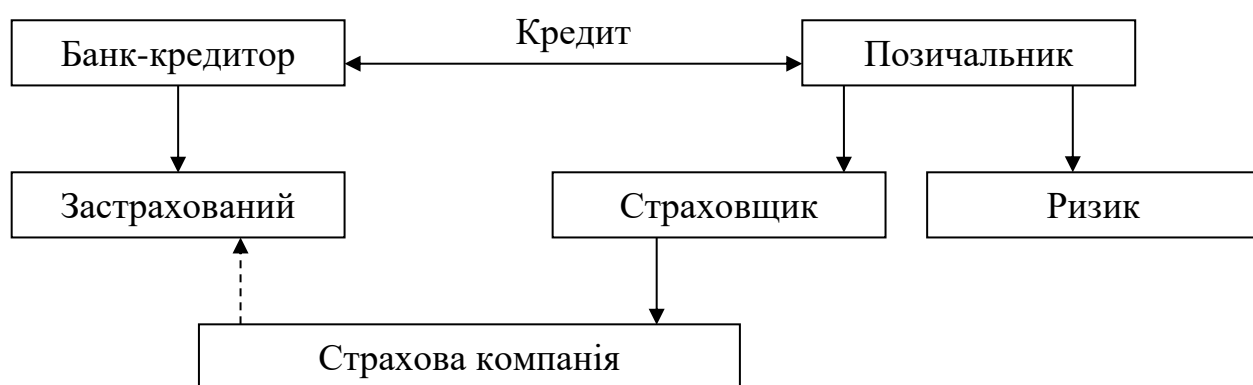 Кредит
Банк-кредитор
Позичальник
Застрахований
Страховщик
Ризик
Страхова компанія